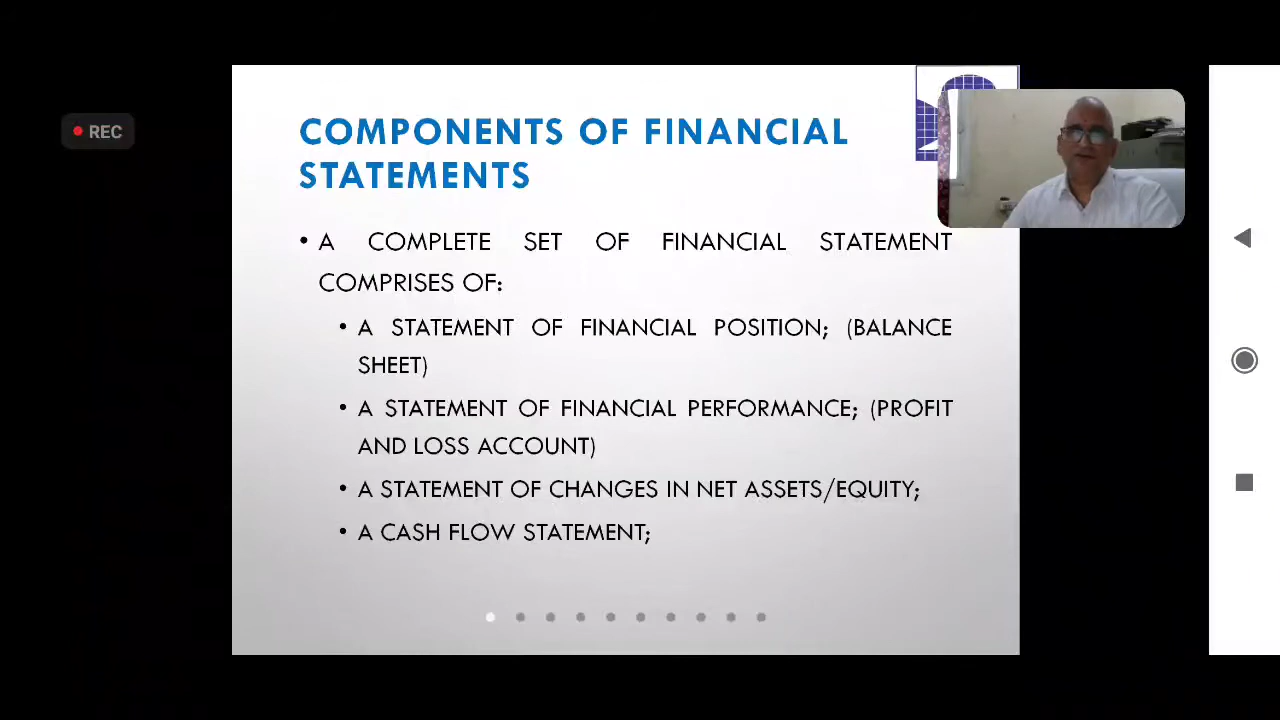 REC
COMPONENTS OF FINANCIAL
STATEMENTS
• A COMPLETE SET OF FINANCIAL STATEMENT
COMPRISES OF:
• A STATEMENT OF FINANCIAL POSITION; (BALANCE
SHEET)
• A STATEMENT OF FINANCIAL PERFORMANCE; (PROFIT
AND LOSS ACCOUNT)
• A STATEMENT OF CHANGES IN NET ASSETS/EQUITY;
• A CASH FLOW STATEMENT;